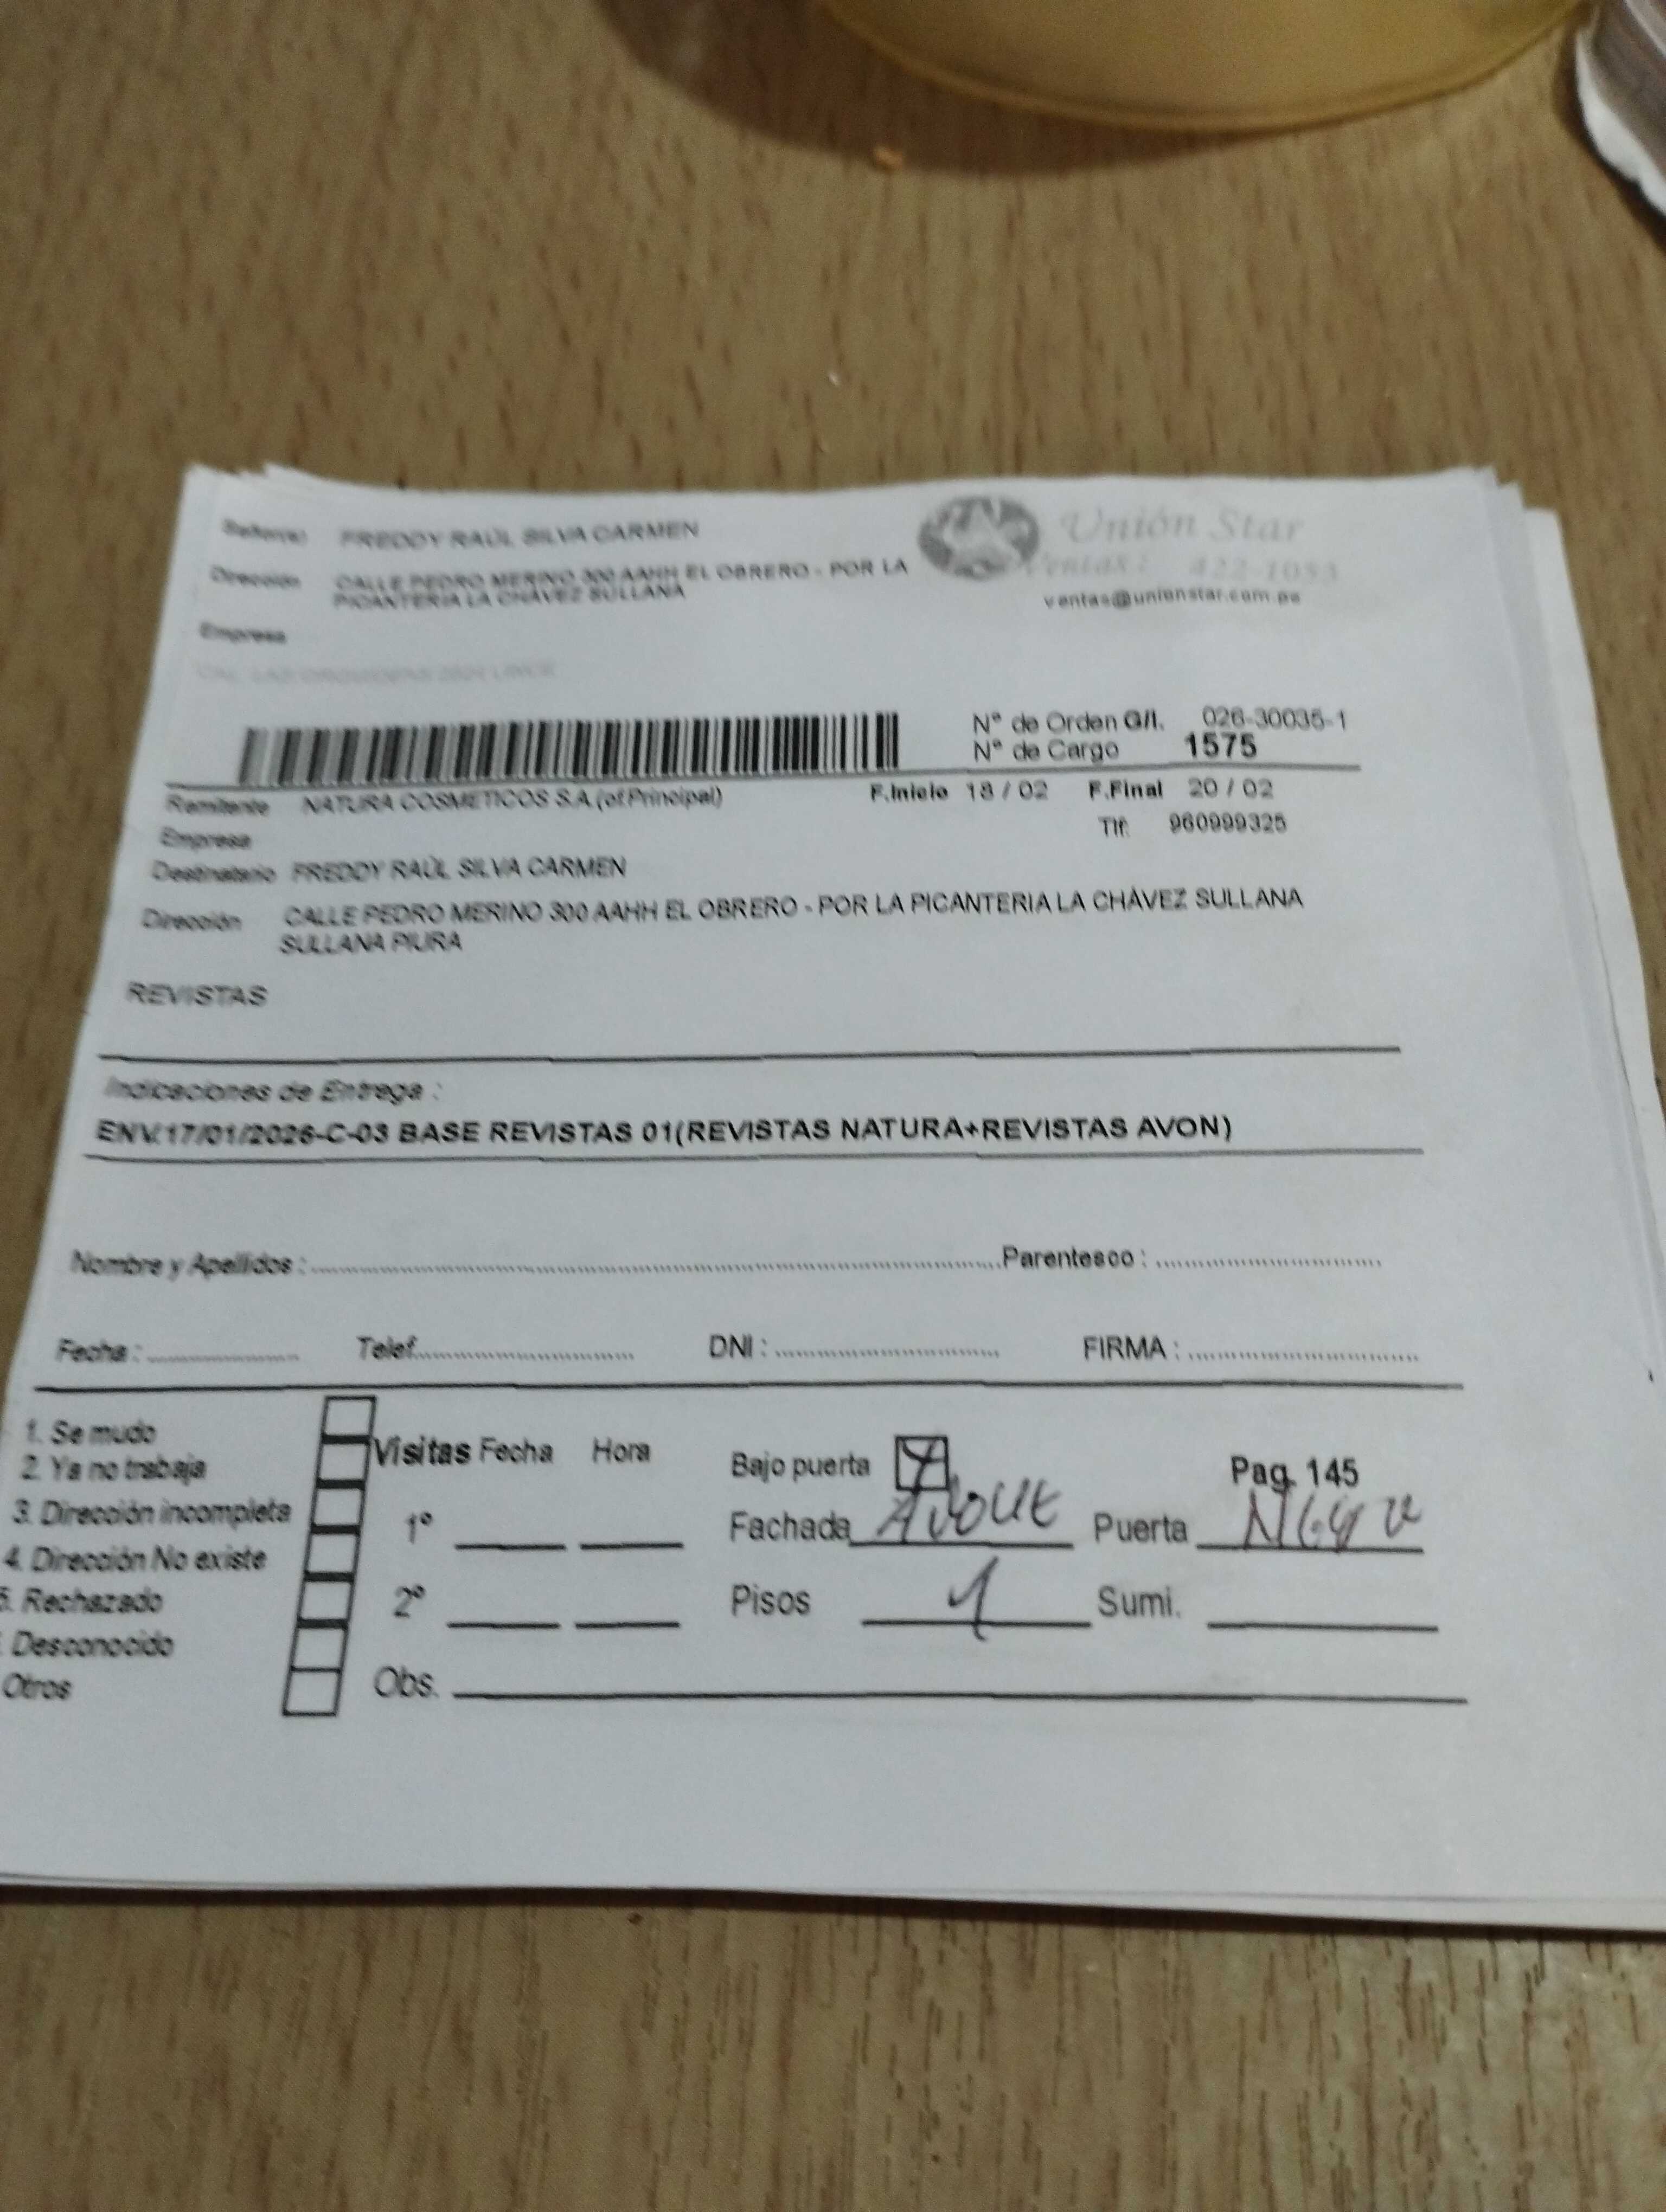 Señor(a) FREDDY RAÚL SILVA CARMEN
Unión Star
Dirección CALLE PEDRO MERINO 300 AAHH EL OBRERO - POR LA
PICANTERIA LA CHÁVEZ SULLANA
Ventas: 422-1053
ventas@unionstar.com.pe
Empresa
N° de Orden G/I. 026-30035-1
N° de Cargo 1575
Remitente NATURA COSMETICOS S.A.(of.Principal) F.Inicio 18 / 02 F.Final 20 / 02
Empresa Tlf: 960999325
Destinatario FREDDY RAÚL SILVA CARMEN
Dirección CALLE PEDRO MERINO 300 AAHH EL OBRERO - POR LA PICANTERIA LA CHÁVEZ SULLANA
SULLANA PIURA
REVISTAS
Indicaciones de Entrega :
ENV.17/01/2026-C-03 BASE REVISTAS 01(REVISTAS NATURA+REVISTAS AVON)
Nombre y Apellidos : Parentesco :
Fecha : Telef. DNI : FIRMA :
1. Se mudo
2. Ya no trabaja
3. Dirección incompleta
4. Dirección No existe
5. Rechazado
Desconocido
Otros
Visitas Fecha Hora Bajo puerta Pag. 145
1° Fachada Puerta
2° Pisos 1 Sumi.
Obs.